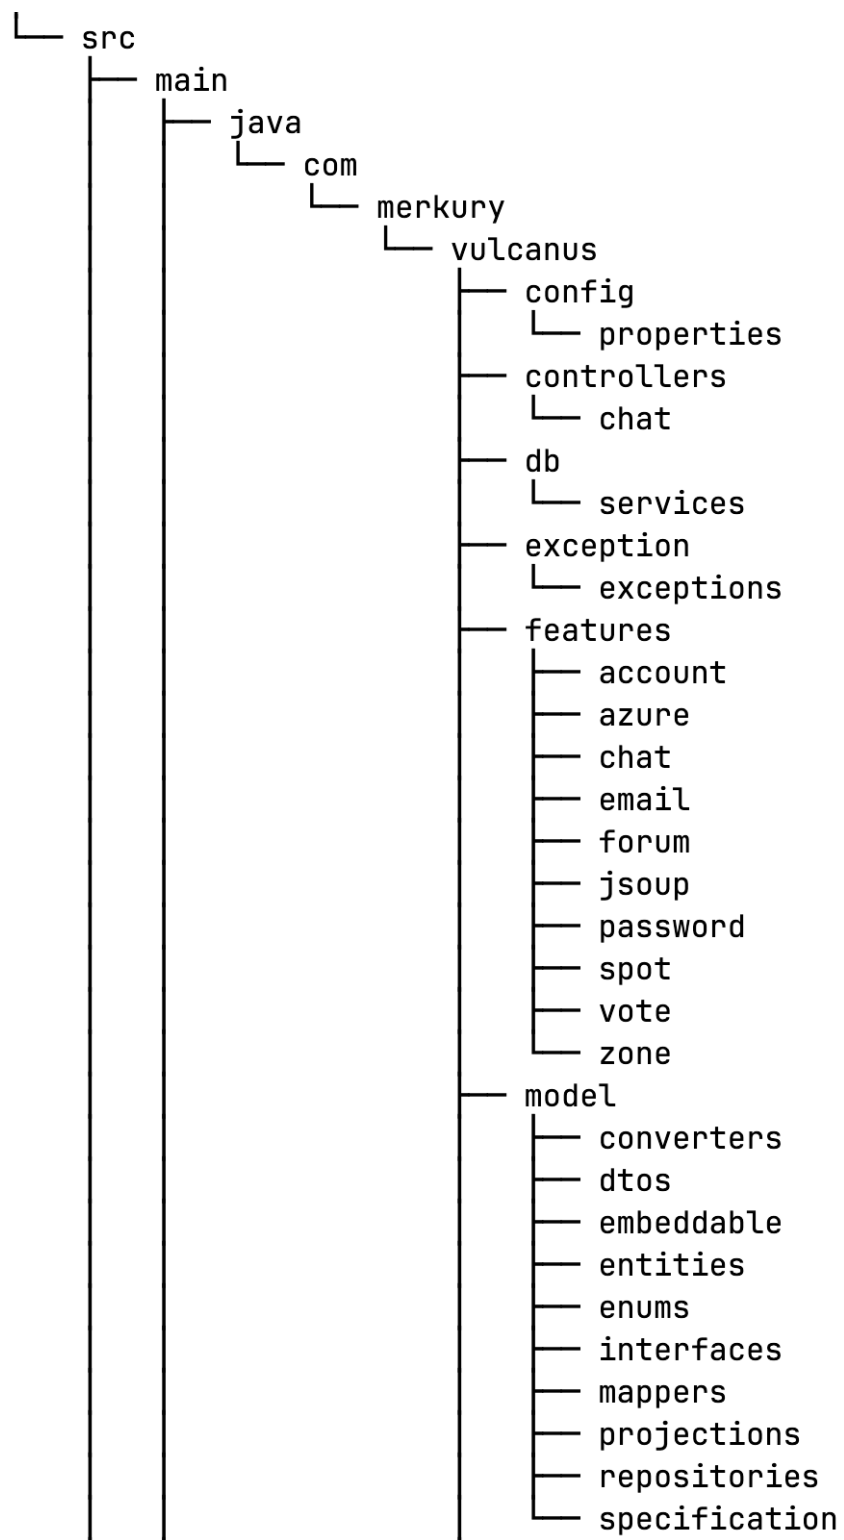 src
main
java
com
merkury
vulcanus
config
properties
controllers
chat
db
services
exception
exceptions
features
account
azure
chat
email
forum
jsoup
password
spot
vote
zone
model
converters
dtos
embeddable
entities
enums
interfaces
mappers
projections
repositories
specification